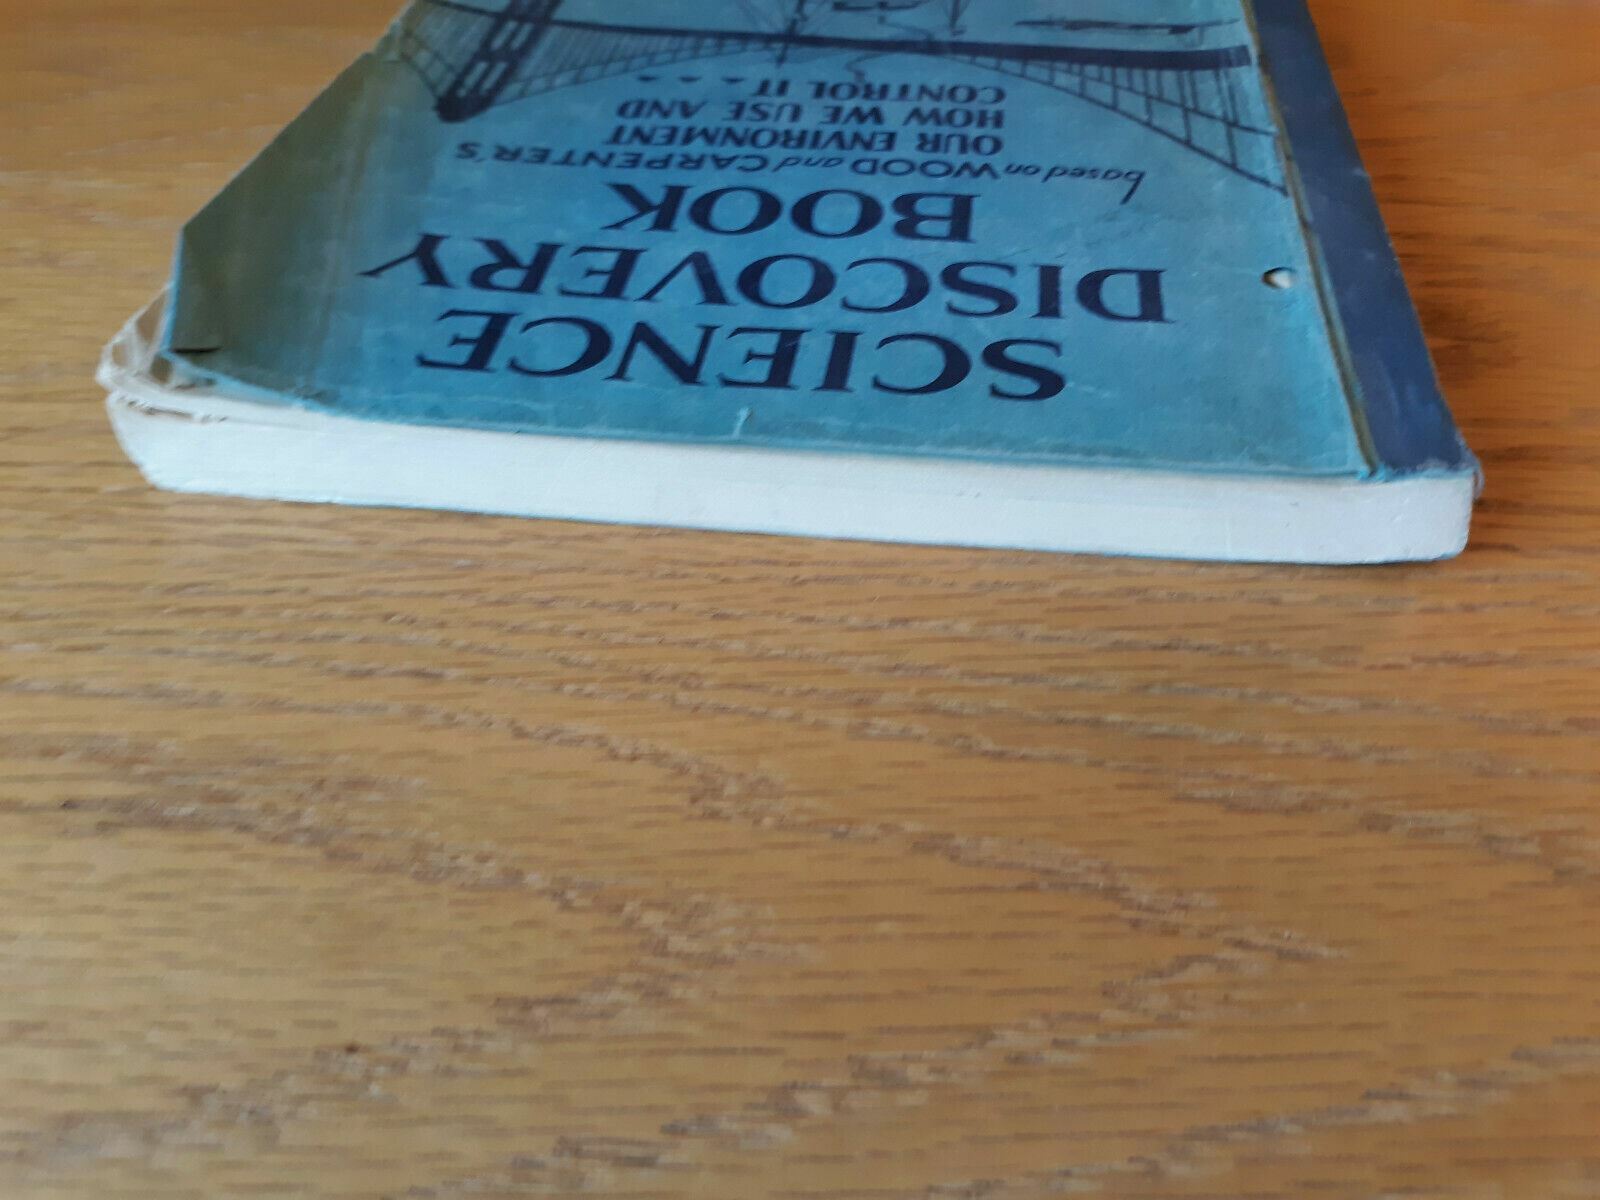 SCIENCE
DISCOVERY
BOOK
based on WOOD and CARPENTER'S
OUR ENVIRONMENT
HOW WE USE AND
CONTROL IT